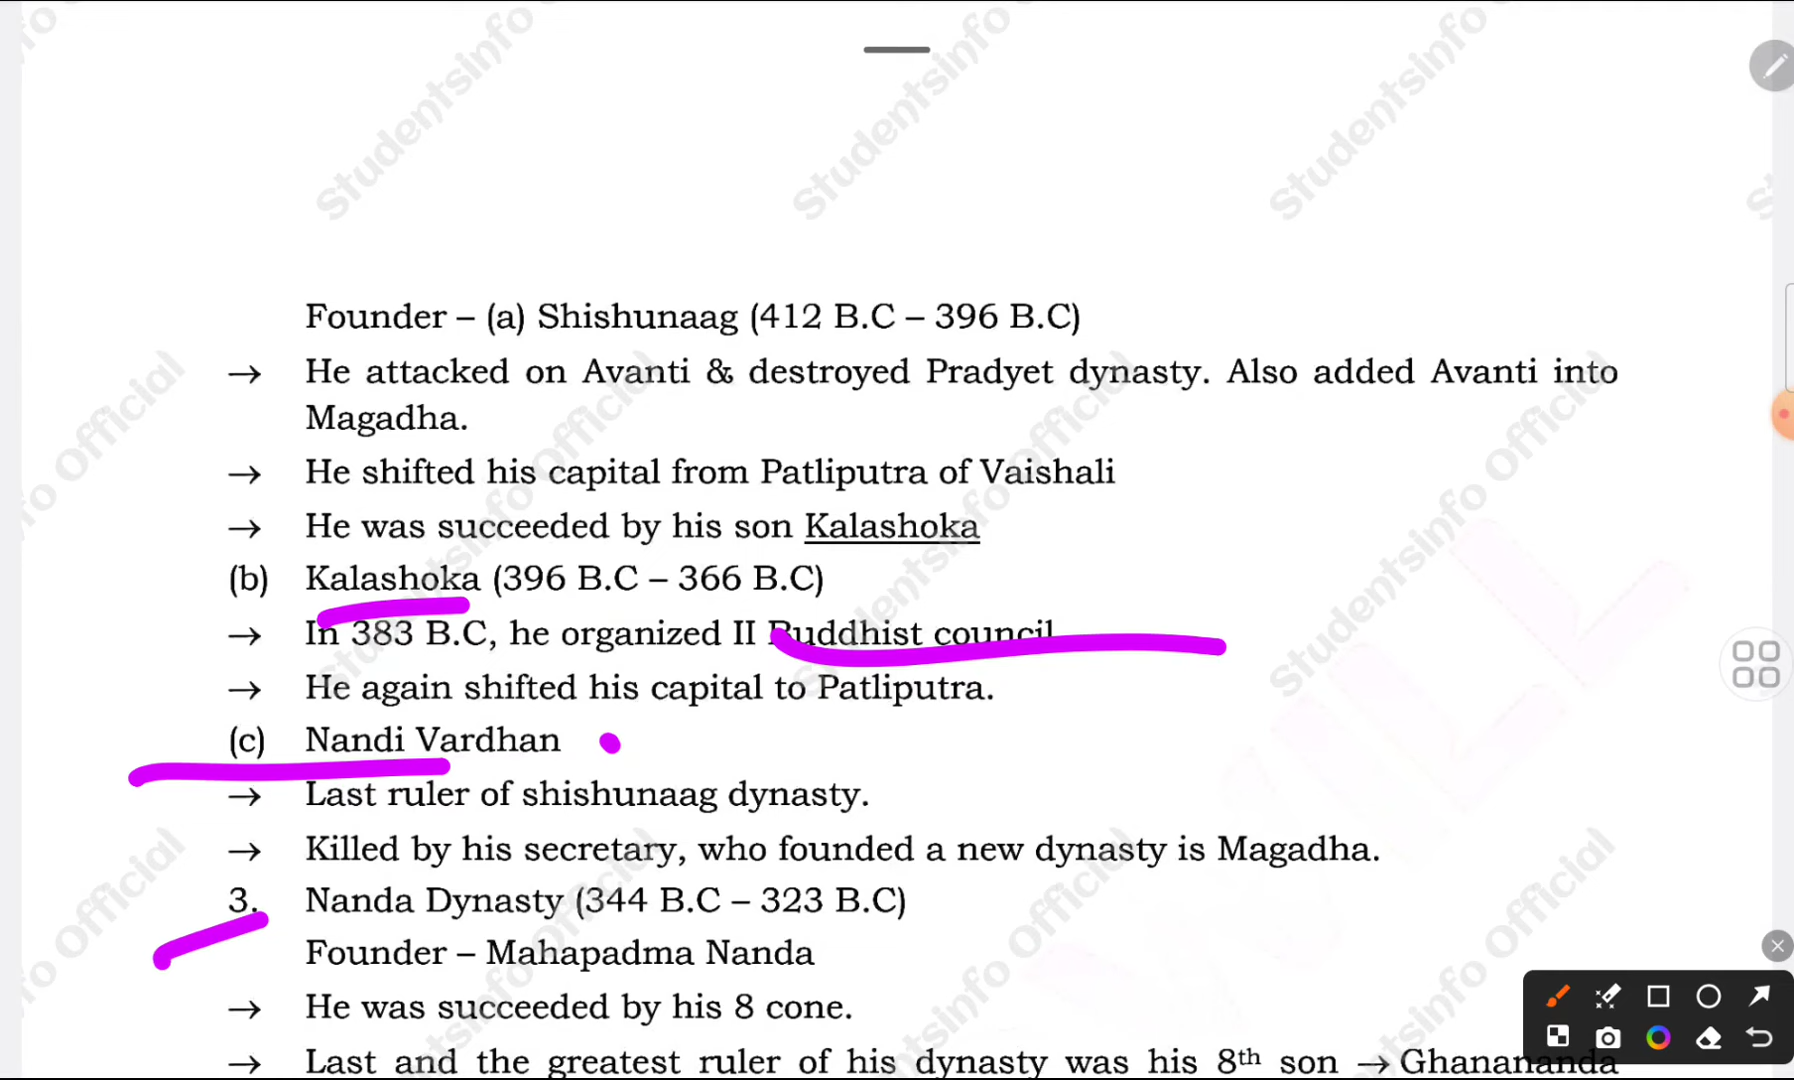 Founder – (a) Shishunaag (412 B.C – 396 B.C)
→ He attacked on Avanti & destroyed Pradyet dynasty. Also added Avanti into
Magadha.
→ He shifted his capital from Patliputra of Vaishali
→ He was succeeded by his son Kalashoka
(b) Kalashoka (396 B.C – 366 B.C)
→ In 383 B.C, he organized II Buddhist council
→ He again shifted his capital to Patliputra.
(c) Nandi Vardhan
→ Last ruler of shishunaag dynasty.
→ Killed by his secretary, who founded a new dynasty is Magadha.
3. Nanda Dynasty (344 B.C – 323 B.C)
Founder – Mahapadma Nanda
→ He was succeeded by his 8 cone.
→ Last and the greatest ruler of his dynasty was his 8th son → Ghanananda
Studentsinfo Official